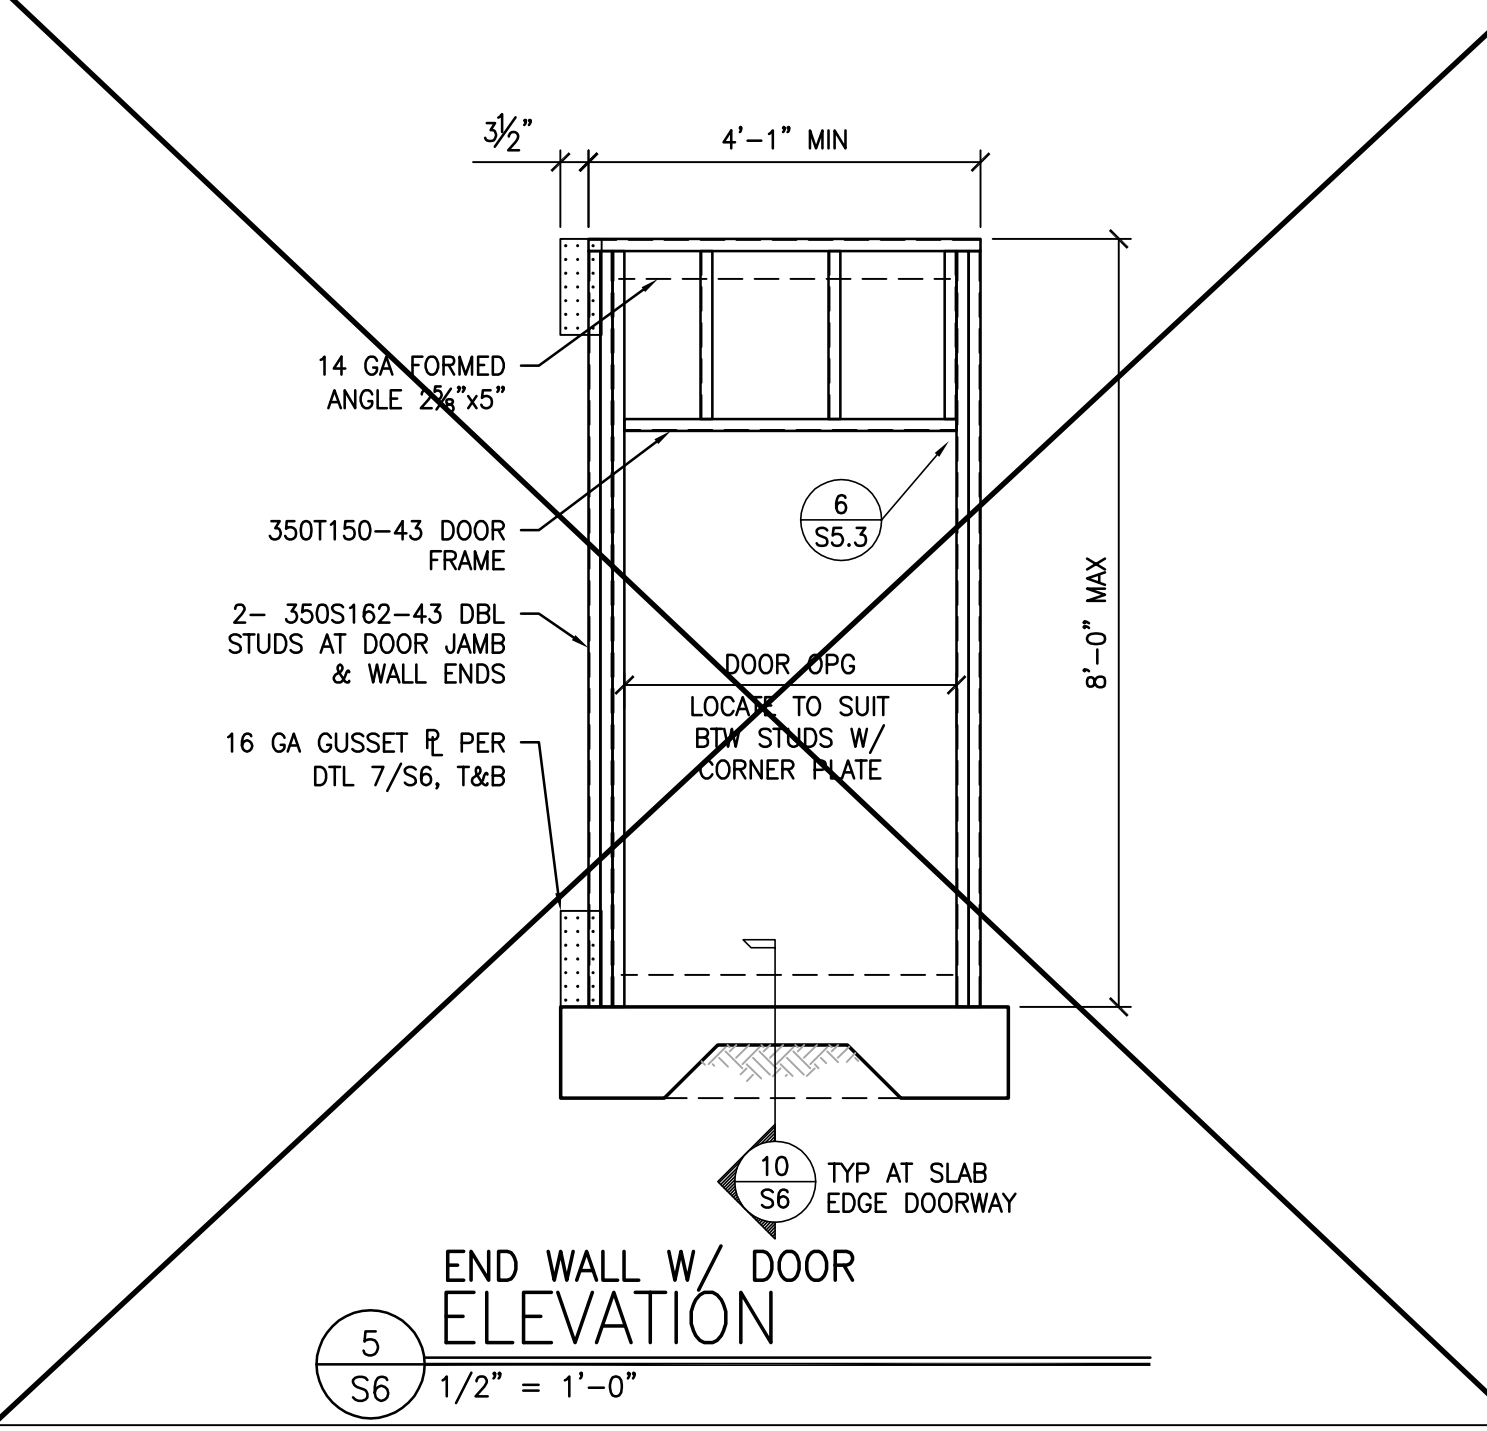 3½” 4'-1” MIN
14 GA FORMED
ANGLE 2⅝”x5”
350T150-43 DOOR
FRAME
6
S5.3
2- 350S162-43 DBL
STUDS AT DOOR JAMB
& WALL ENDS
8'-0” MAX
DOOR OPG
LOCATE TO SUIT
BTW STUDS W/
CORNER PLATE
16 GA GUSSET ⅊ PER
DTL 7/S6, T&B
10
S6
TYP AT SLAB
EDGE DOORWAY
END WALL W/ DOOR
ELEVATION
5
S6
1/2” = 1'-0”